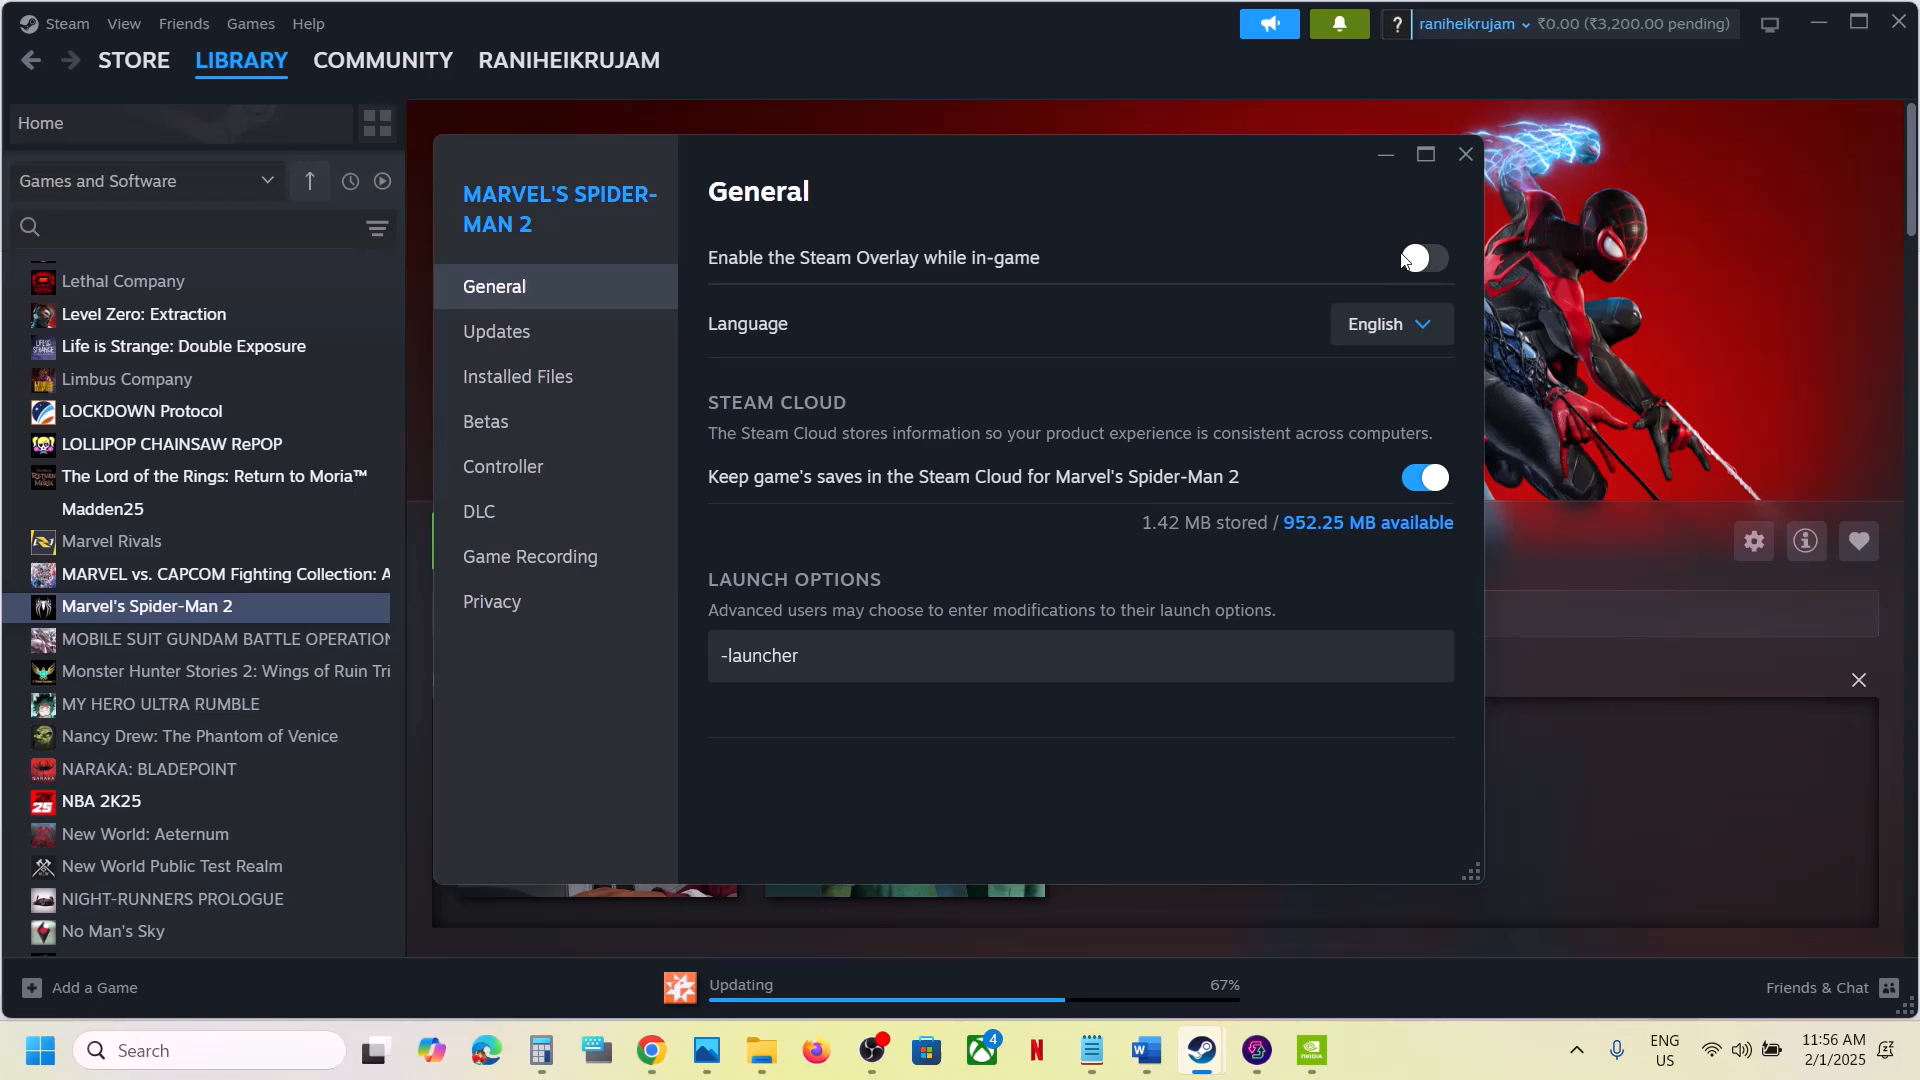 Steam View Friends Games Help
? raniheikrujam ₹0.00 (₹3,200.00 pending)
STORE LIBRARY COMMUNITY RANIHEIKRUJAM
Home
Games and Software
Lethal Company
Level Zero: Extraction
Life is Strange: Double Exposure
Limbus Company
LOCKDOWN Protocol
LOLLIPOP CHAINSAW RePOP
The Lord of the Rings: Return to Moria™
Madden25
Marvel Rivals
MARVEL vs. CAPCOM Fighting Collection: A
Marvel's Spider-Man 2
MOBILE SUIT GUNDAM BATTLE OPERATION
Monster Hunter Stories 2: Wings of Ruin Tri
MY HERO ULTRA RUMBLE
Nancy Drew: The Phantom of Venice
NARAKA: BLADEPOINT
NBA 2K25
New World: Aeternum
New World Public Test Realm
NIGHT-RUNNERS PROLOGUE
No Man's Sky
MARVEL'S SPIDER-
MAN 2
General
Updates
Installed Files
Betas
Controller
DLC
Game Recording
Privacy
General
Enable the Steam Overlay while in-game
Language
English
STEAM CLOUD
The Steam Cloud stores information so your product experience is consistent across computers.
Keep game's saves in the Steam Cloud for Marvel's Spider-Man 2
1.42 MB stored / 952.25 MB available
LAUNCH OPTIONS
Advanced users may choose to enter modifications to their launch options.
-launcher
Add a Game
Updating 67%
Friends & Chat
Search
4
ENG
US
11:56 AM
2/1/2025